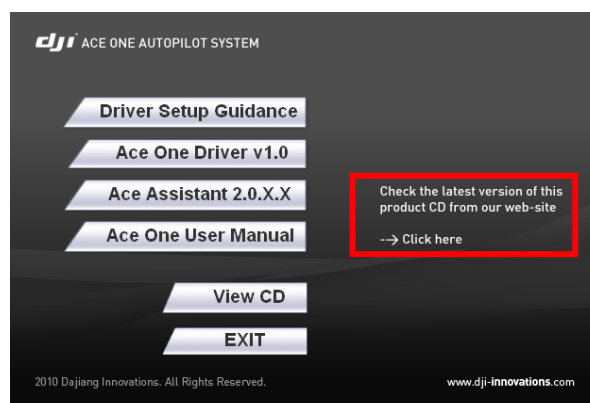 dji ACE ONE AUTOPILOT SYSTEM
Driver Setup Guidance
Ace One Driver v1.0
Ace Assistant 2.0.X.X
Ace One User Manual
Check the latest version of this
product CD from our web-site
--→ Click here
View CD
EXIT
2010 Dajiang Innovations. All Rights Reserved.
www.dji-innovations.com